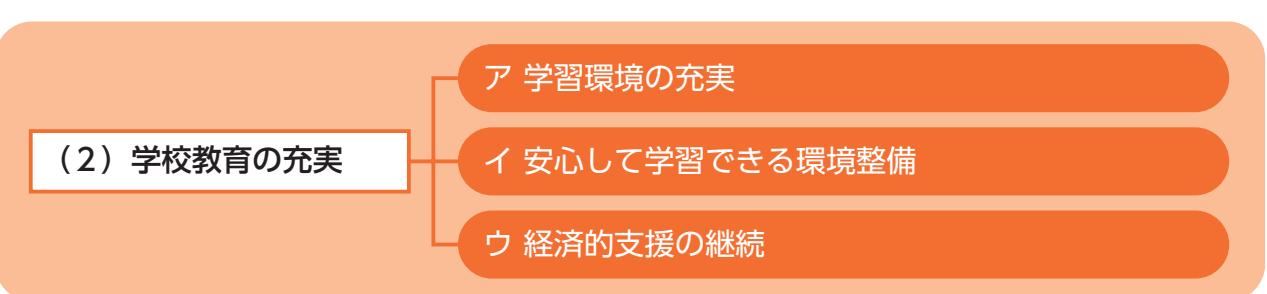 ア 学習環境の充実
（2）学校教育の充実
イ 安心して学習できる環境整備
ウ 経済的支援の継続